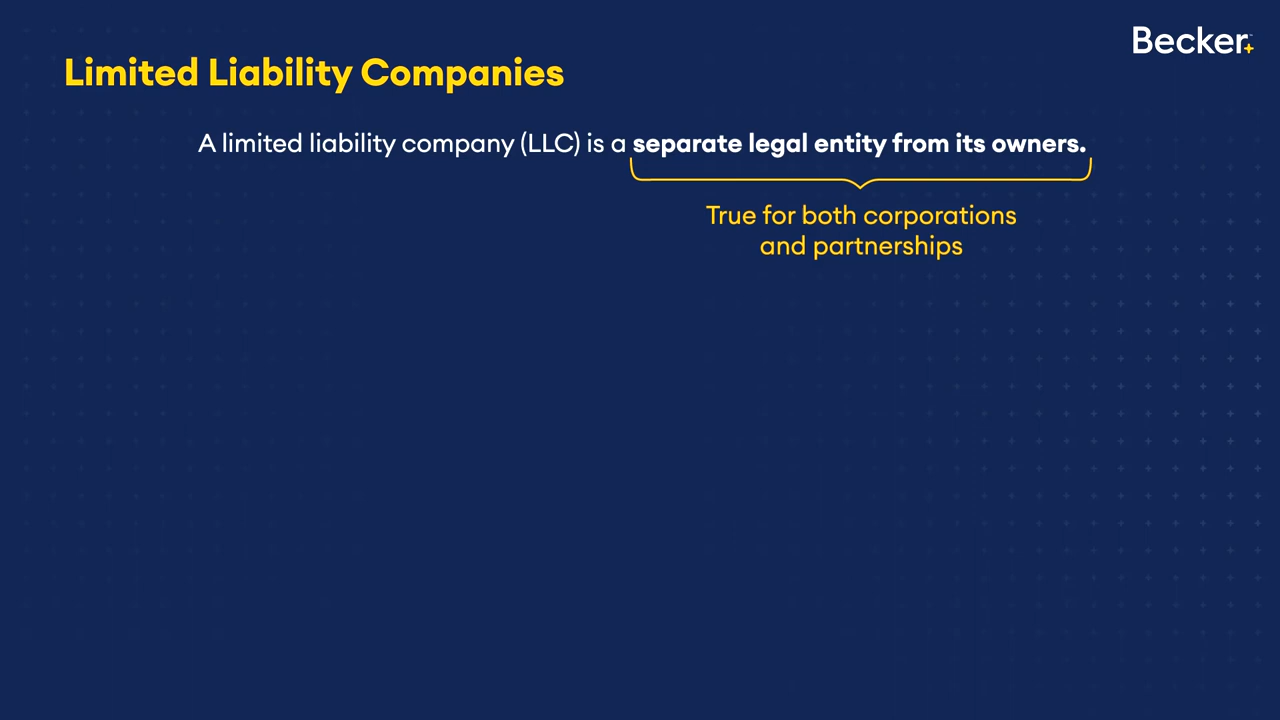 Becker
Limited Liability Companies
A limited liability company (LLC) is a separate legal entity from its owners.
True for both corporations
and partnerships